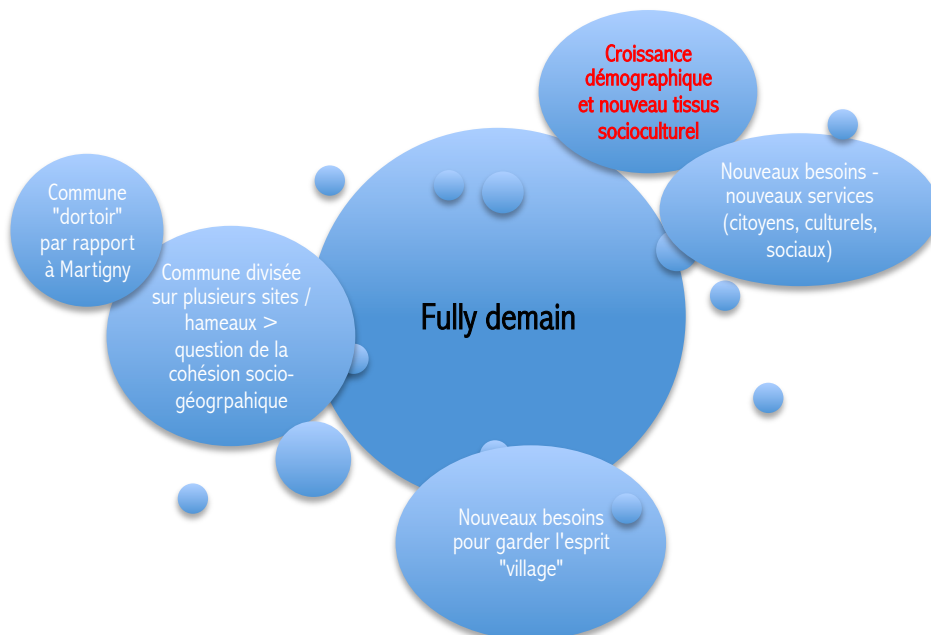 Croissance
démographique
et nouveau tissus
socioculturel
Nouveaux besoins -
nouveaux services
(citoyens, culturels,
sociaux)
Commune
"dortoir"
par rapport
à Martigny
Commune divisée
sur plusieurs sites /
hameaux >
question de la
cohésion socio-
géogrpahique
Fully demain
Nouveaux besoins
pour garder l'esprit
"village"